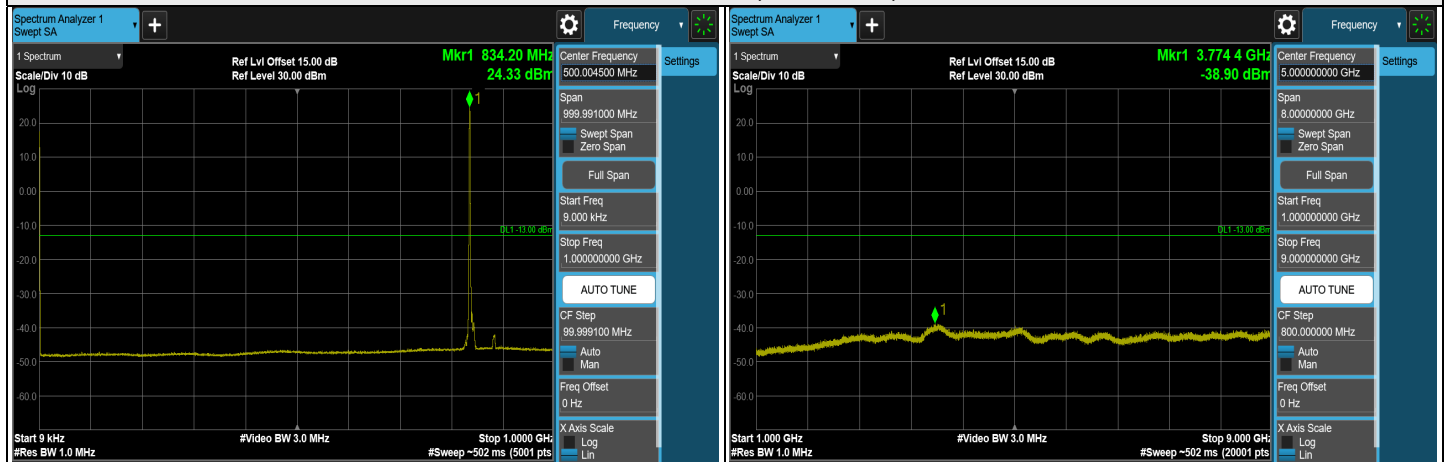 Spectrum Analyzer 1
Swept SA
+
Frequency
1 Spectrum
Scale/Div 10 dB
Log
Ref Lvl Offset 15.00 dB
Ref Level 30.00 dBm
Mkr1 834.20 MHz
24.33 dBm
1
20.0
10.0
0.00
-10.0
-20.0
-30.0
-40.0
-50.0
-60.0
DL1 -13.00 dBm
Start 9 kHz
#Res BW 1.0 MHz
#Video BW 3.0 MHz
Stop 1.0000 GHz
#Sweep ~502 ms (5001 pts)
Center Frequency
500.004500 MHz
Settings
Span
999.991000 MHz
Swept Span
Zero Span
Full Span
Start Freq
9.000 kHz
Stop Freq
1.000000000 GHz
AUTO TUNE
CF Step
99.999100 MHz
Auto
Man
Freq Offset
0 Hz
X Axis Scale
Log
Lin
Spectrum Analyzer 1
Swept SA
+
Frequency
1 Spectrum
Scale/Div 10 dB
Log
Ref Lvl Offset 15.00 dB
Ref Level 30.00 dBm
Mkr1 3.774 4 GHz
-38.90 dBm
1
20.0
10.0
0.00
-10.0
-20.0
-30.0
-40.0
-50.0
-60.0
DL1 -13.00 dBm
Start 1.000 GHz
#Res BW 1.0 MHz
#Video BW 3.0 MHz
Stop 9.000 GHz
#Sweep ~502 ms (20001 pts)
Center Frequency
5.00000000 GHz
Settings
Span
8.00000000 GHz
Swept Span
Zero Span
Full Span
Start Freq
1.000000000 GHz
Stop Freq
9.000000000 GHz
AUTO TUNE
CF Step
800.000000 MHz
Auto
Man
Freq Offset
0 Hz
X Axis Scale
Log
Lin